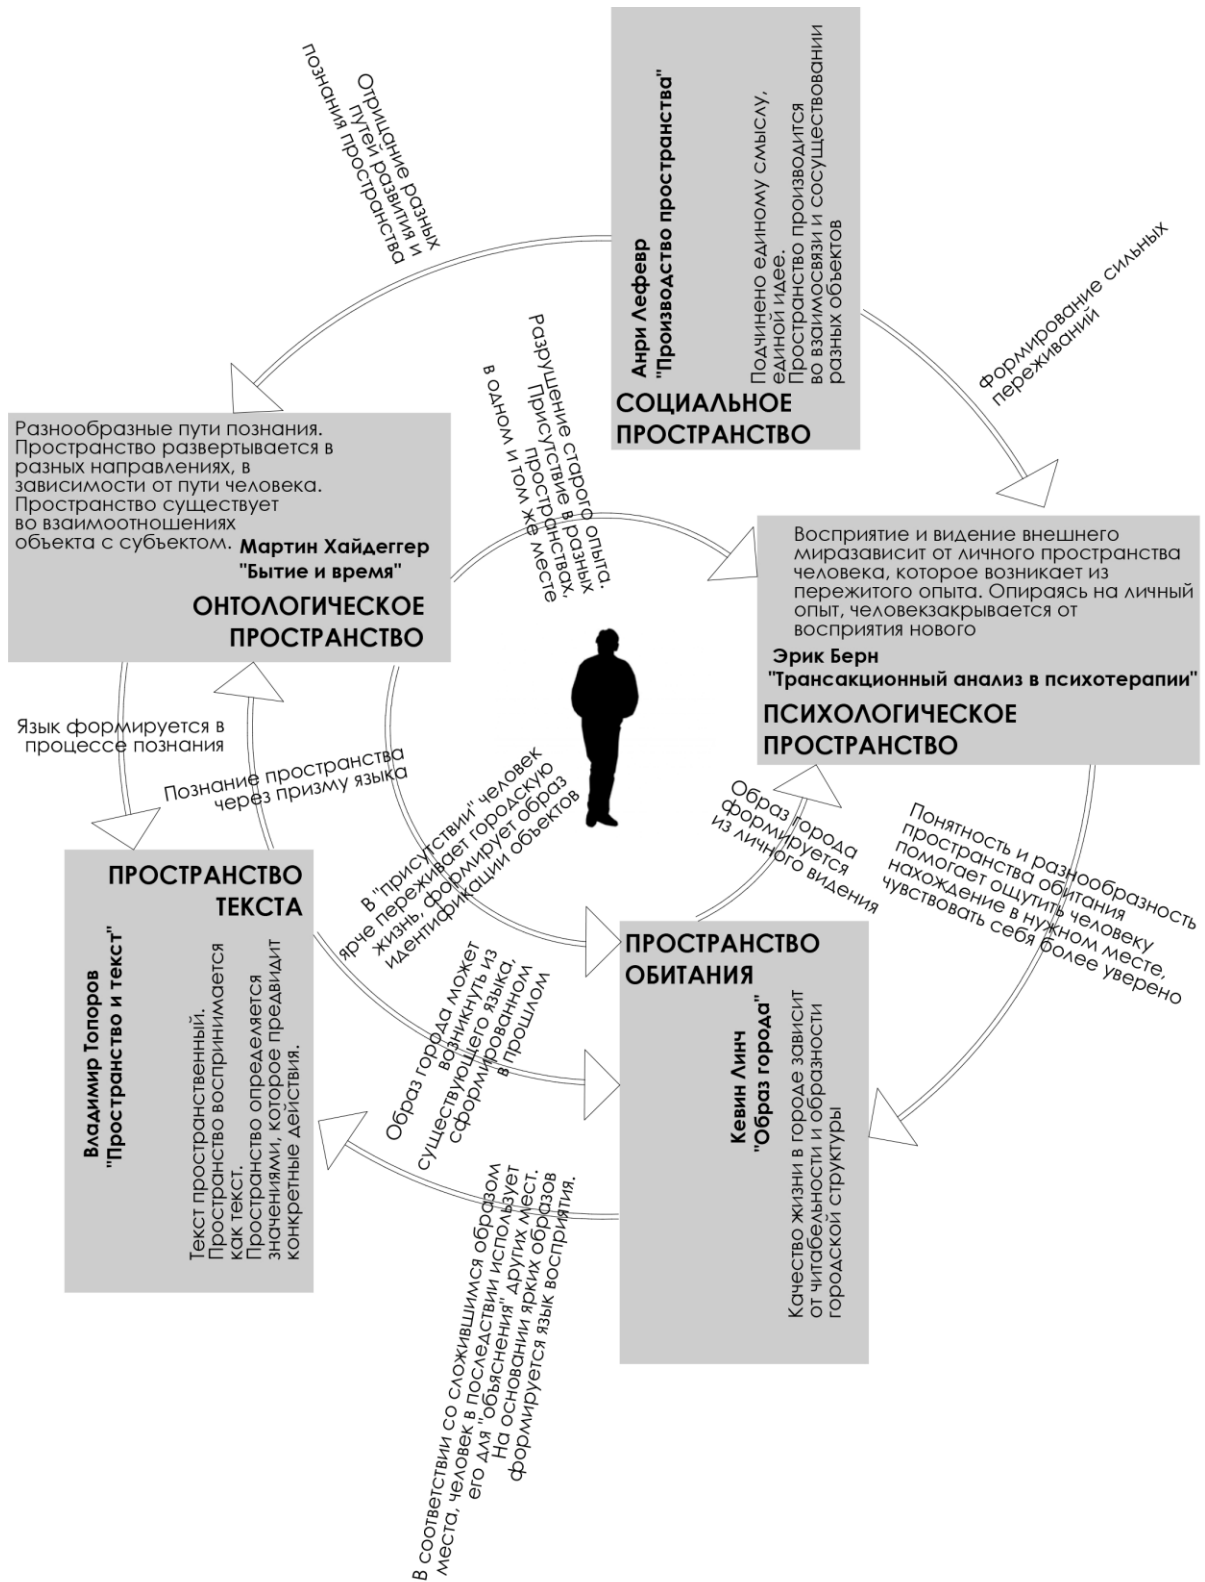 Отрицание разных
путей развития и
познания пространства
Анри Лефевр
"Производство пространства"
Подчинено единому смыслу,
единой идее.
Пространство производится
во взаимосвязи и сосуществовании
разных объектов
СОЦИАЛЬНОЕ
ПРОСТРАНСТВО
Формирование сильных
переживаний
Разрушение старого опыта.
Присутствие в разных
пространствах,
в одном и том же месте
Разнообразные пути познания.
Пространство развертывается в
разных направлениях, в
зависимости от пути человека.
Пространство существует
во взаимоотношениях
объекта с субъектом.
Мартин Хайдеггер
"Бытие и время"
ОНТОЛОГИЧЕСКОЕ
ПРОСТРАНСТВО
Восприятие и видение внешнего
миразависит от личного пространства
человека, которое возникает из
пережитого опыта. Опираясь на личный
опыт, человекзакрывается от
восприятия нового
Эрик Берн
"Трансакционный анализ в психотерапии"
ПСИХОЛОГИЧЕСКОЕ
ПРОСТРАНСТВО
Язык формируется в
процессе познания
Познание пространства
через призму языка
В "присутствии" человек
ярче переживает городскую
жизнь, формирует образ
идентификации объектов
Образ города
формируется
из личного видения
Понятность и разнообразность
пространства обитания
помогает ощутить человеку
нахождение в нужном месте,
чувствовать себя более уверено
ПРОСТРАНСТВО
ТЕКСТА
Владимир Топоров
"Пространство и текст"
Текст пространственный.
Пространство воспринимается
как текст.
Пространство определяется
значениями, которое предвидит
конкретные действия.
Образ города может
возникнуть из
существующего языка,
сформированном
в прошлом
ПРОСТРАНСТВО
ОБИТАНИЯ
Кевин Линч
"Образ города"
Качество жизни в городе зависит
от читабельности и образности
городской структуры
В соответствии со сложившимся образом
места, человек в последствии использует
его для "объяснения" других мест.
На основании ярких образов
формируется язык восприятия.